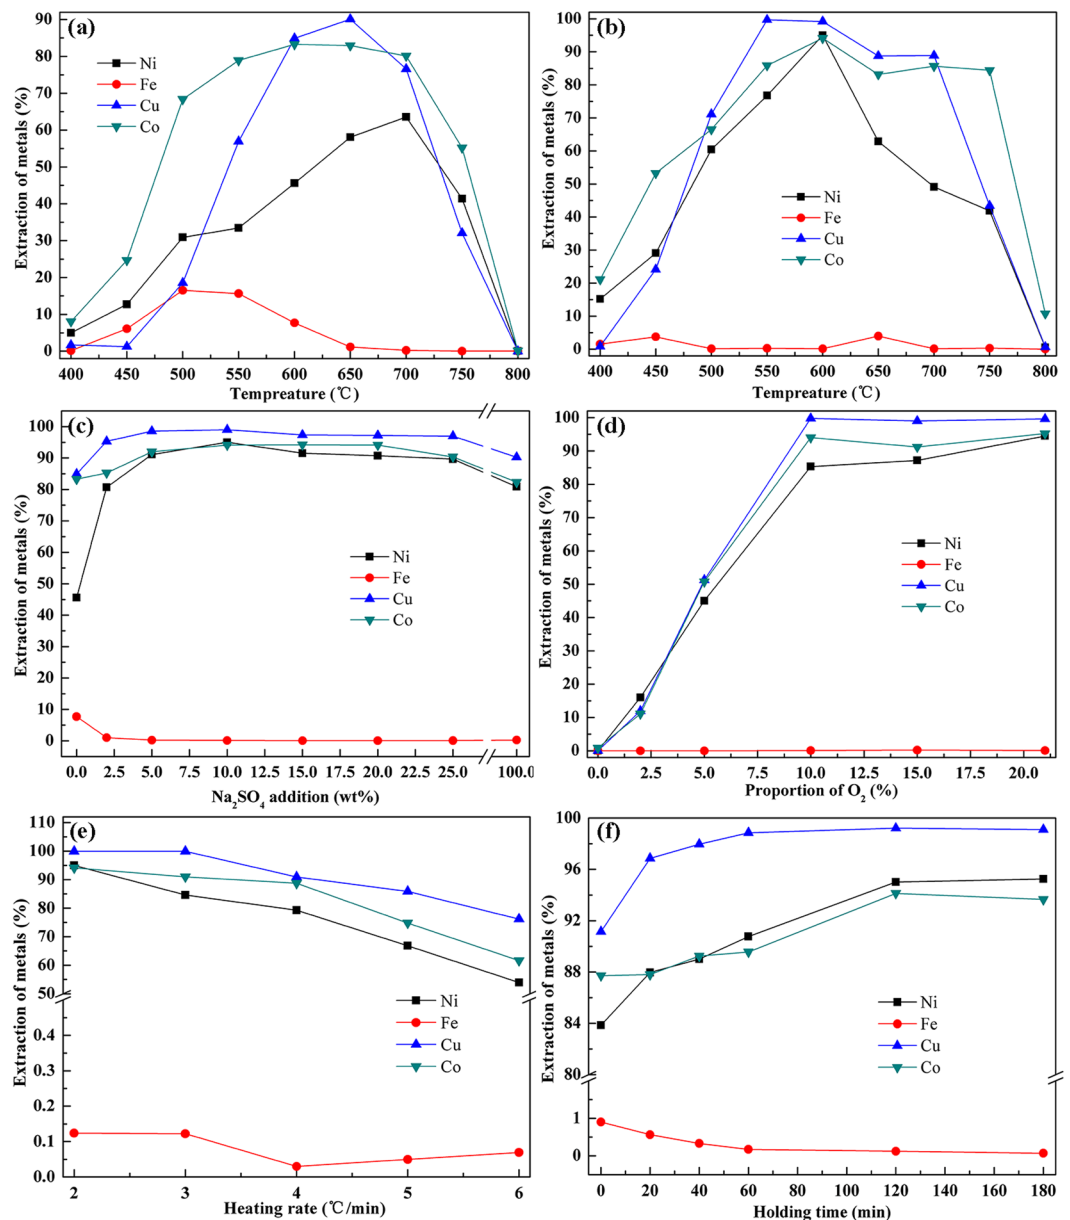 (a)
Extraction of metals (%)
90
80
70
60
50
40
30
20
10
0
Ni
Fe
Cu
Co
400 450 500 550 600 650 700 750 800
Tempreature (℃)
(b)
Extraction of metals (%)
100
90
80
70
60
50
40
30
20
10
0
Ni
Fe
Cu
Co
400 450 500 550 600 650 700 750 800
Tempreature (℃)
(c)
Extraction of metals (%)
100
90
80
70
60
50
40
30
20
10
0
Ni
Fe
Cu
Co
0.0 2.5 5.0 7.5 10.0 12.5 15.0 17.5 20.0 22.5 25.0 100.0
Na₂SO₄ addition (wt%)
(d)
Extraction of metals (%)
100
90
80
70
60
50
40
30
20
10
0
Ni
Fe
Cu
Co
0.0 2.5 5.0 7.5 10.0 12.5 15.0 17.5 20.0
Proportion of O₂ (%)
(e)
Extraction of metals (%)
110
100
90
80
70
60
50
0.4
0.3
0.2
0.1
0.0
Ni
Fe
Cu
Co
2 3 4 5 6
Heating rate (℃/min)
(f)
Extraction of metals (%)
100
96
92
88
84
80
1
0
Ni
Fe
Cu
Co
0 20 40 60 80 100 120 140 160 180
Holding time (min)